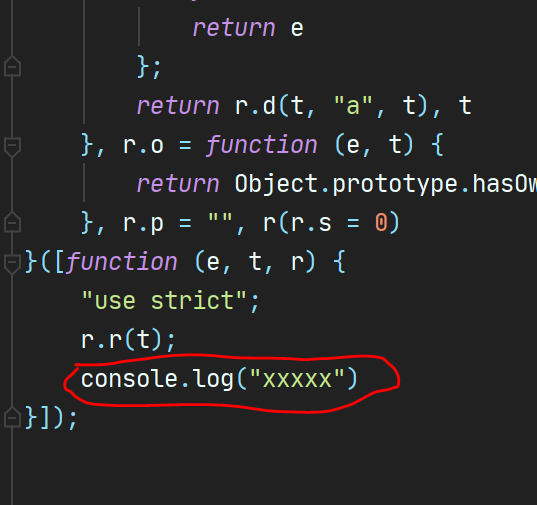 return e
};
return r.d(t, "a", t), t
}, r.o = function (e, t) {
return Object.prototype.hasOw
}, r.p = "", r(r.s = 0)
}([function (e, t, r) {
"use strict";
r.r(t);
console.log("xxxxx")
}]);